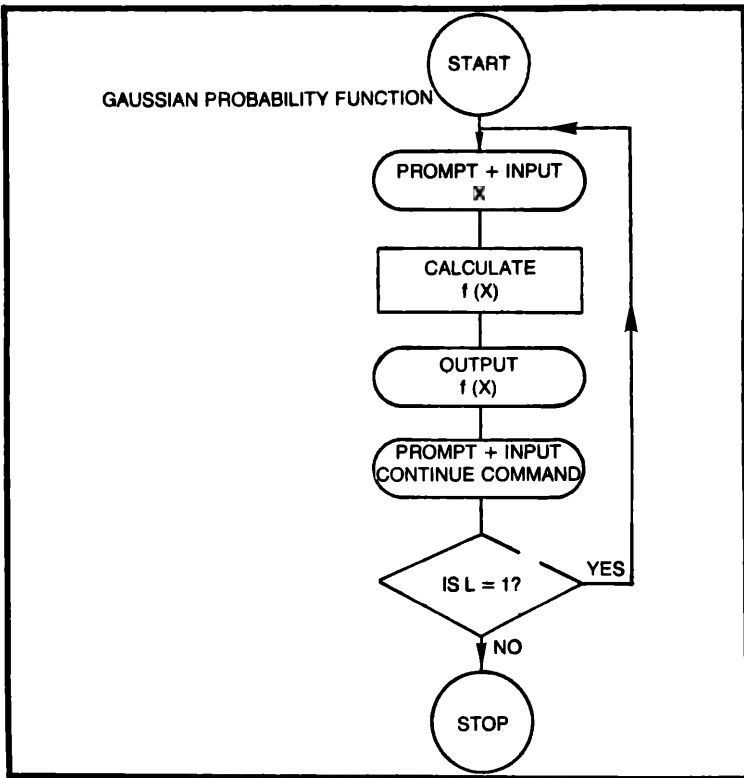 START
GAUSSIAN PROBABILITY FUNCTION
PROMPT + INPUT
X
CALCULATE
f (X)
OUTPUT
f (X)
PROMPT + INPUT
CONTINUE COMMAND
IS L = 1?
YES
NO
STOP